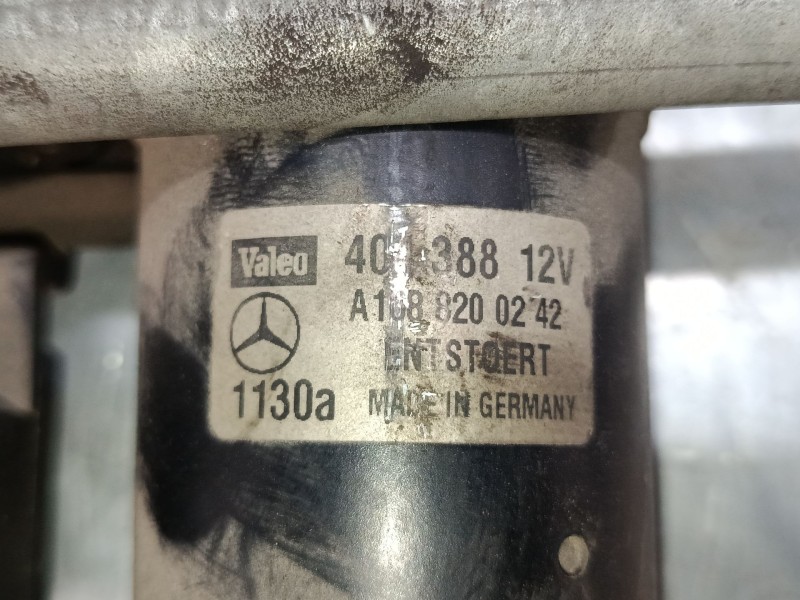 Valeo 12V
A168 820 02 42
ENTSTOERT
1130a MADE IN GERMANY